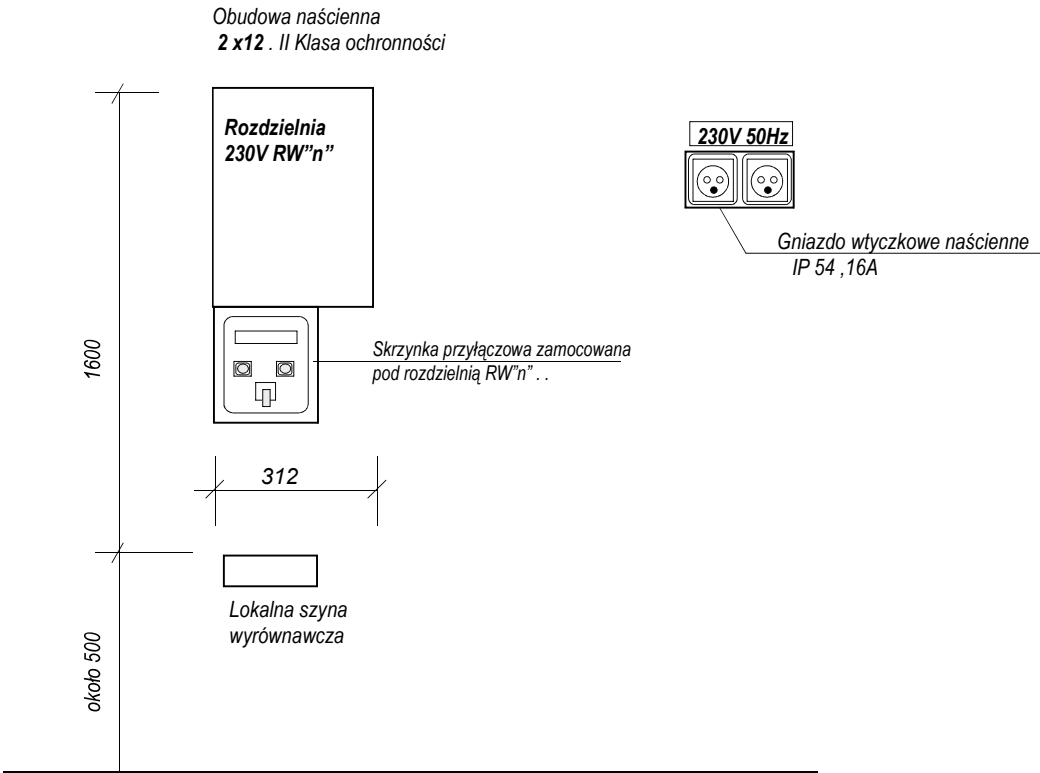 Obudowa naścienna
2 x12 . II Klasa ochronności
Rozdzielnia
230V RW”n”
230V 50Hz
Gniazdo wtyczkowe naścienne
IP 54 ,16A
1600
Skrzynka przyłączowa zamocowana
pod rozdzielnią RW”n” . .
312
Lokalna szyna
wyrównawcza
około 500